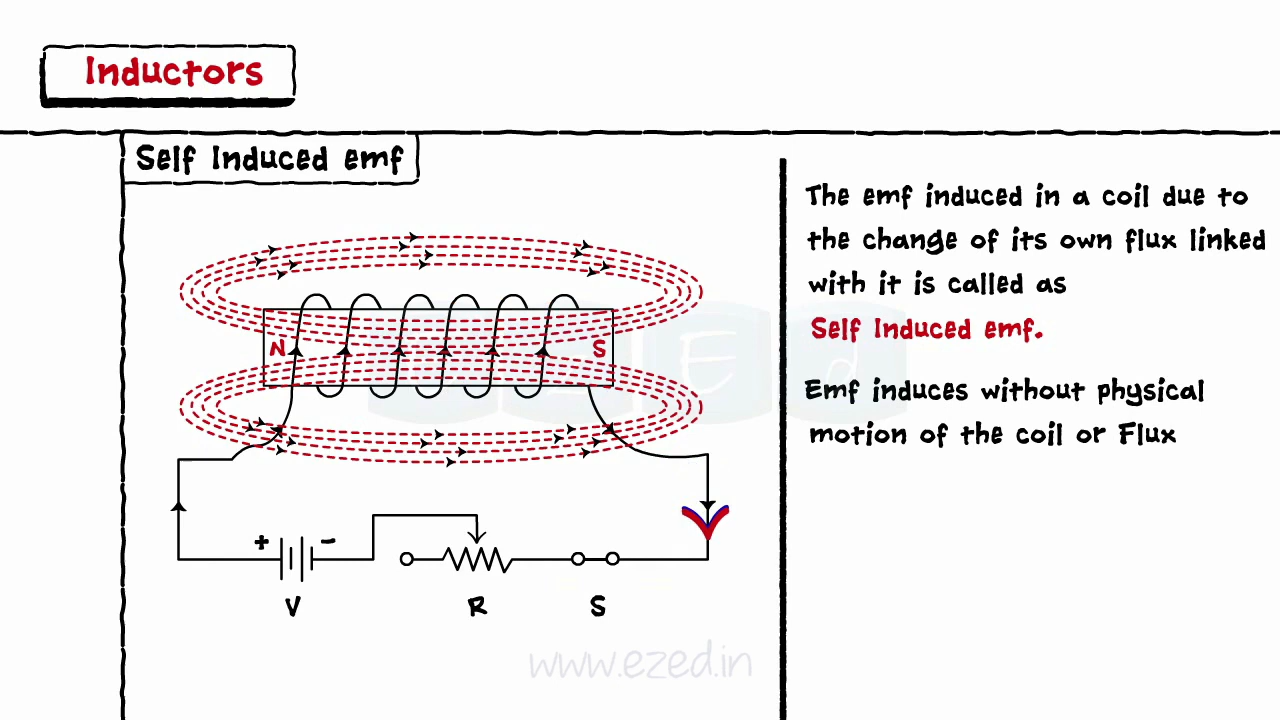 Inductors
Self Induced emf
The emf induced in a coil due to
the change of its own flux linked
with it is called as
Self Induced emf.
Emf induces without physical
motion of the coil or Flux
N
S
E
d
+
−
V
R
S
www.ezed.in